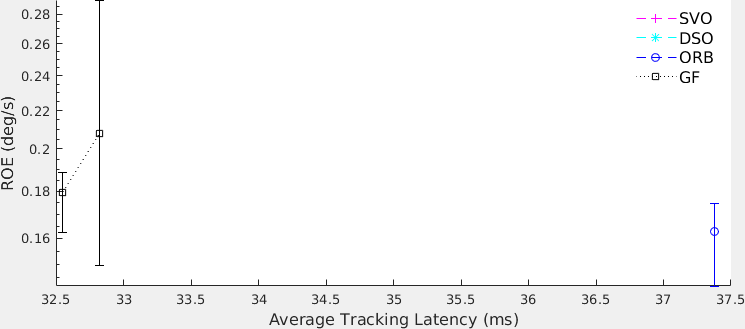 0.28
0.26
0.24
0.22
0.2
0.18
0.16
ROE (deg/s)
SVO
DSO
ORB
GF
32.5 33 33.5 34 34.5 35 35.5 36 36.5 37 37.5
Average Tracking Latency (ms)